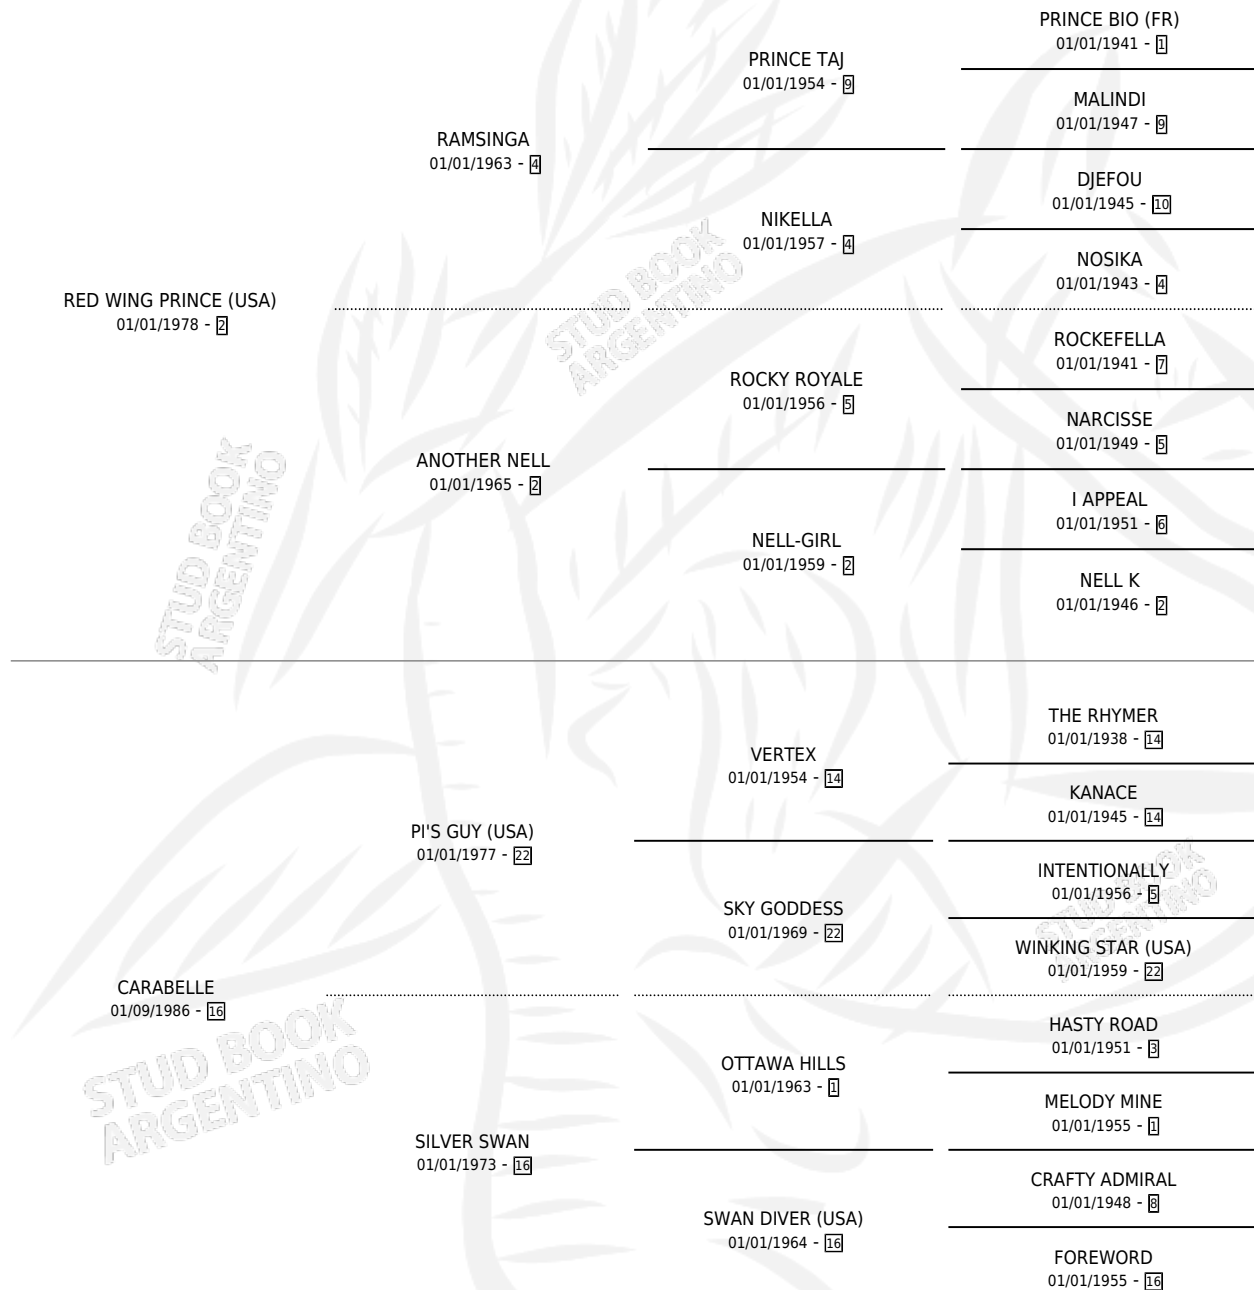 PRINCE BIO (FR)
01/01/1941 - 1
PRINCE TAJ
01/01/1954 - 9
MALINDI
01/01/1947 - 9
RAMSINGA
01/01/1963 - 4
DJEFOU
01/01/1945 - 10
NIKELLA
01/01/1957 - 4
NOSIKA
01/01/1943 - 4
RED WING PRINCE (USA)
01/01/1978 - 2
ROCKEFELLA
01/01/1941 - 7
ROCKY ROYALE
01/01/1956 - 5
NARCISSE
01/01/1949 - 5
ANOTHER NELL
01/01/1965 - 2
I APPEAL
01/01/1951 - 6
NELL-GIRL
01/01/1959 - 2
NELL K
01/01/1946 - 2
THE RHYMER
01/01/1938 - 14
VERTEX
01/01/1954 - 14
KANACE
01/01/1945 - 14
PI'S GUY (USA)
01/01/1977 - 22
INTENTIONALLY
01/01/1956 - 5
SKY GODDESS
01/01/1969 - 22
WINKING STAR (USA)
01/01/1959 - 22
CARABELLE
01/09/1986 - 16
HASTY ROAD
01/01/1951 - 3
OTTAWA HILLS
01/01/1963 - 1
MELODY MINE
01/01/1955 - 1
SILVER SWAN
01/01/1973 - 16
CRAFTY ADMIRAL
01/01/1948 - 8
SWAN DIVER (USA)
01/01/1964 - 16
FOREWORD
01/01/1955 - 16
STUD BOOK
ARGENTINO
STUD BOOK
ARGENTINO
STUD BOOK
ARGENTINO
STUD BOOK
ARGENTINO